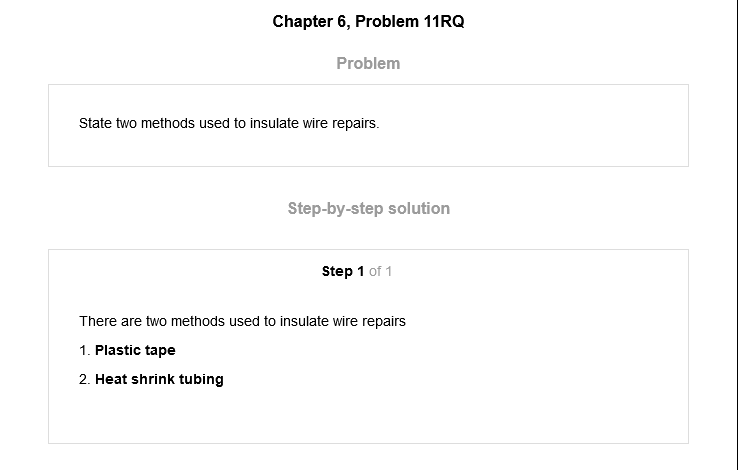 Chapter 6, Problem 11RQ
Problem
State two methods used to insulate wire repairs.
Step-by-step solution
Step 1 of 1
There are two methods used to insulate wire repairs
1. Plastic tape
2. Heat shrink tubing